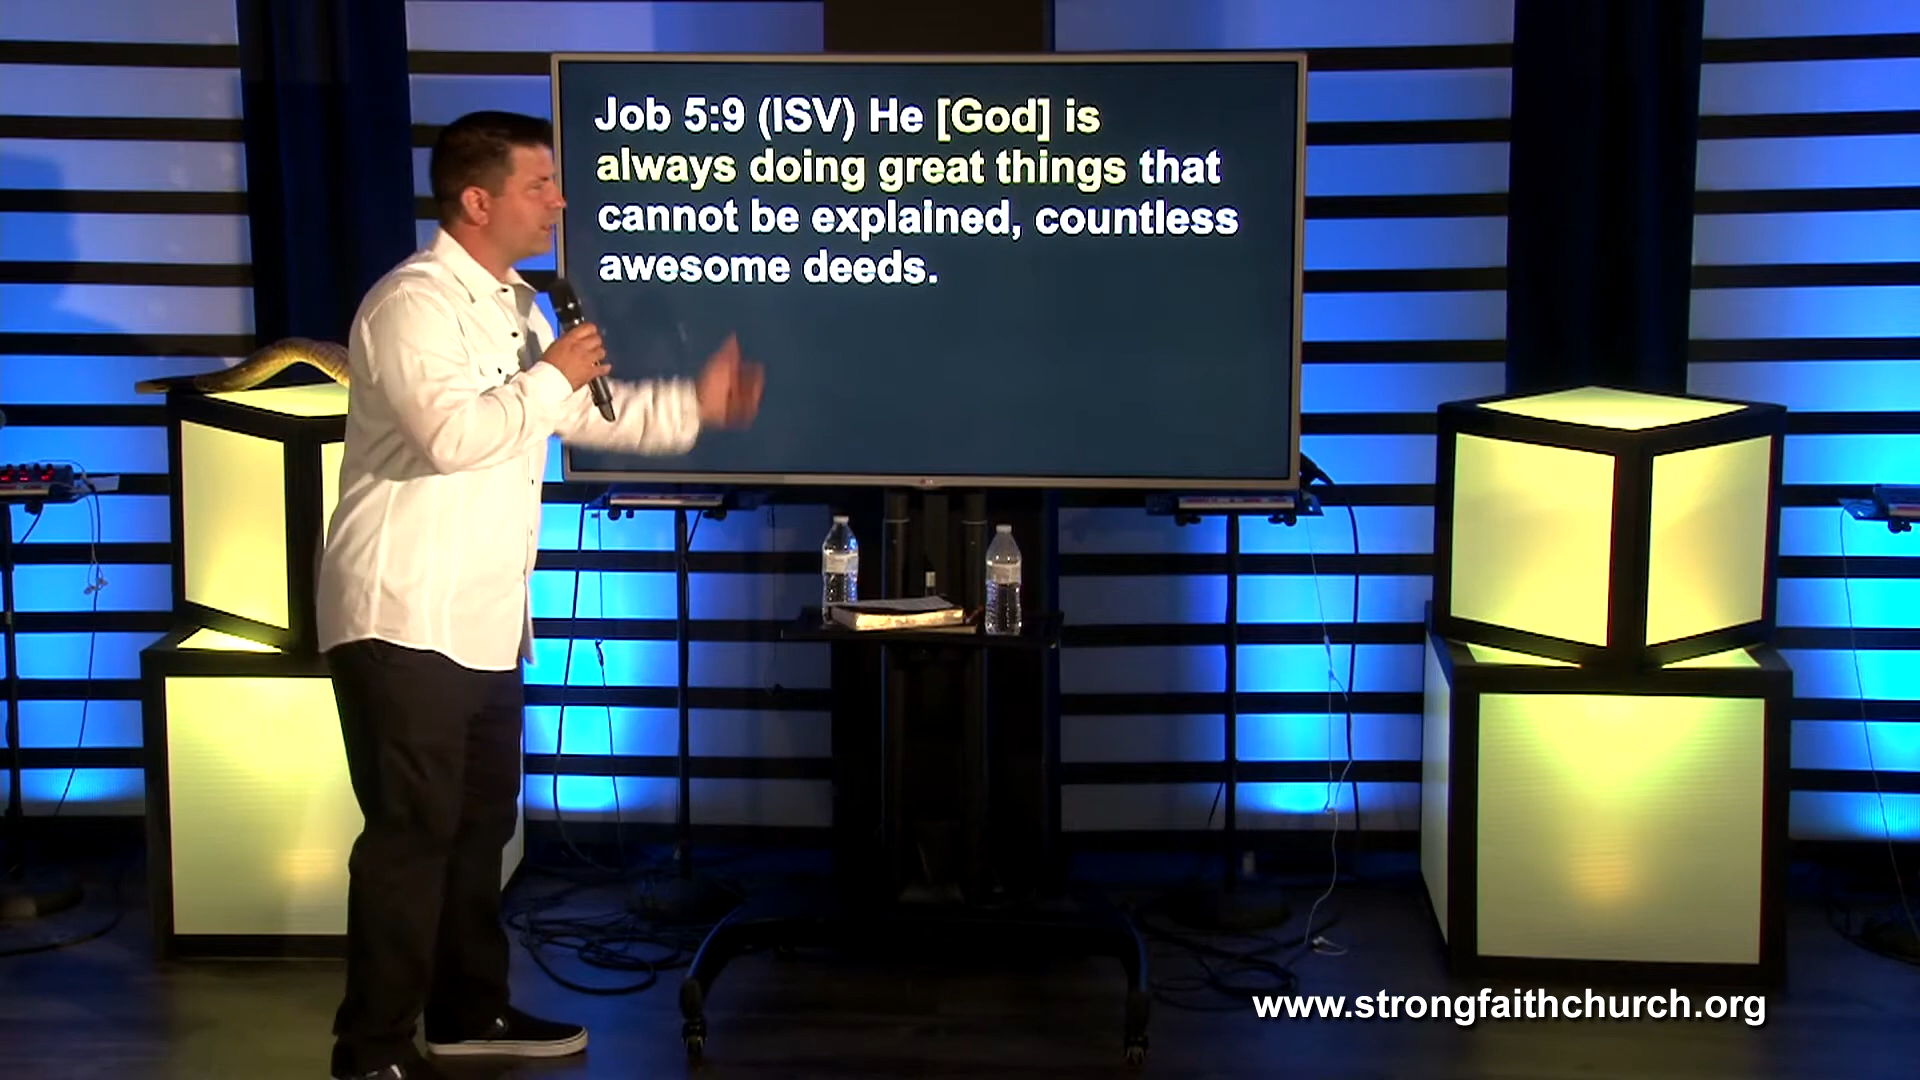 Job 5:9 (ISV) He [God] is
always doing great things that
cannot be explained, countless
awesome deeds.
www.strongfaithchurch.org